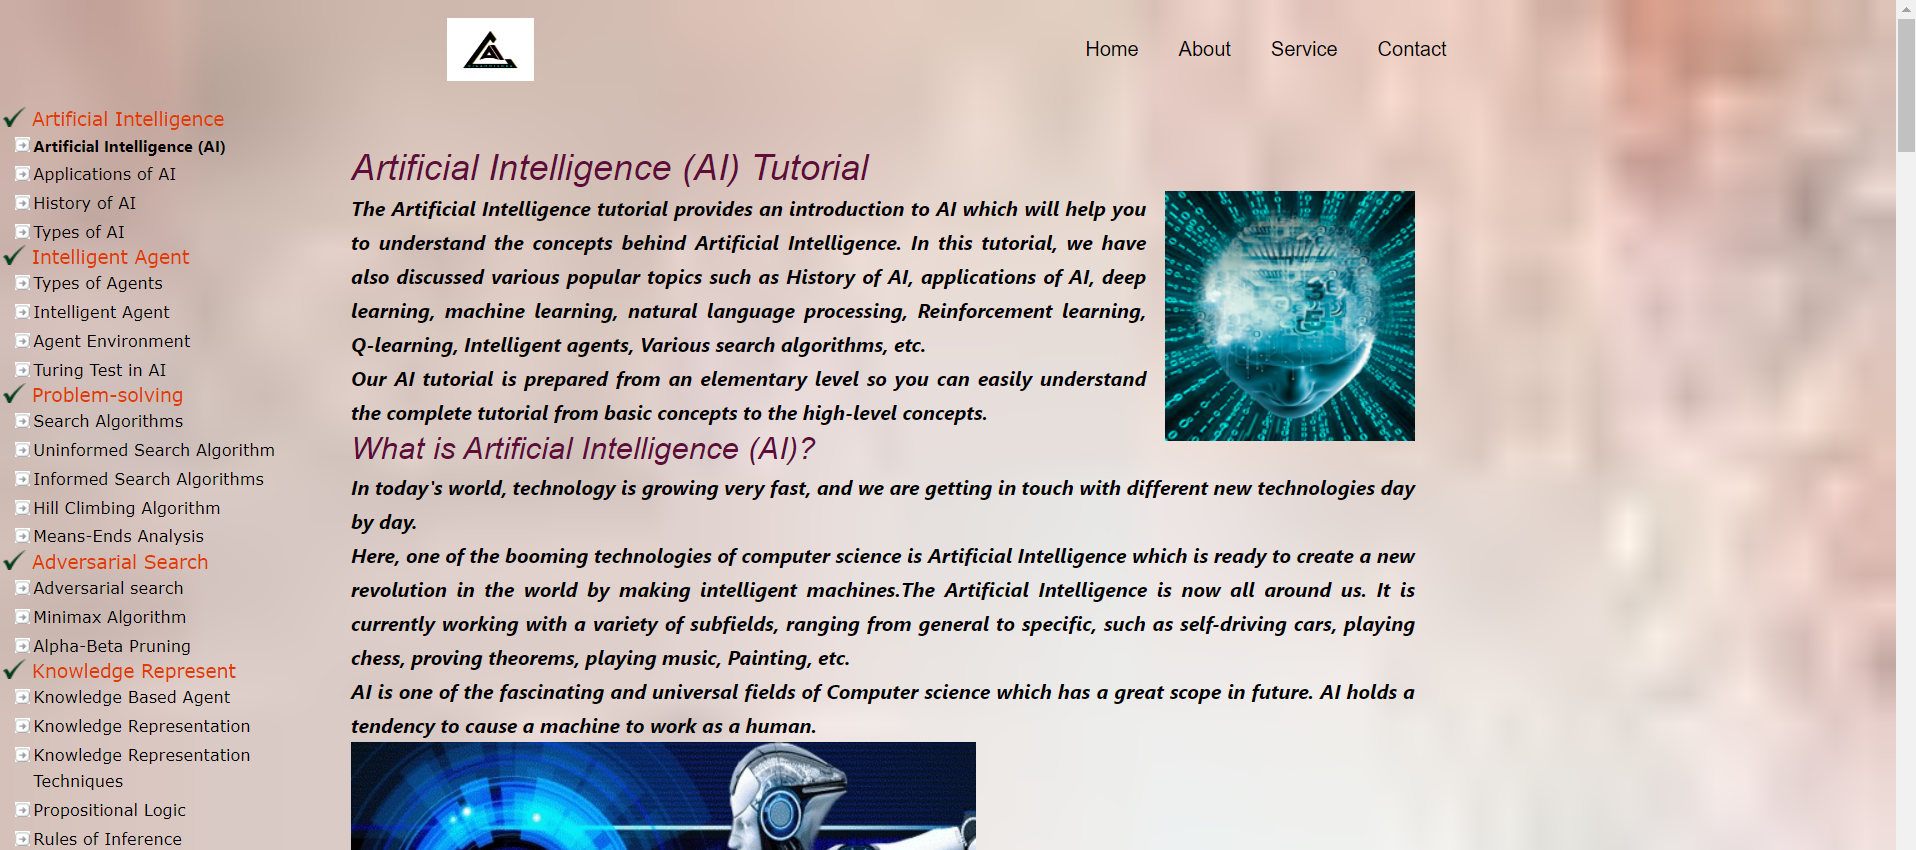 Home About Service Contact
Artificial Intelligence
Artificial Intelligence (AI)
Applications of AI
History of AI
Types of AI
Intelligent Agent
Types of Agents
Intelligent Agent
Agent Environment
Turing Test in AI
Problem-solving
Search Algorithms
Uninformed Search Algorithm
Informed Search Algorithms
Hill Climbing Algorithm
Means-Ends Analysis
Adversarial Search
Adversarial search
Minimax Algorithm
Alpha-Beta Pruning
Knowledge Represent
Knowledge Based Agent
Knowledge Representation
Knowledge Representation
Techniques
Propositional Logic
Rules of Inference
Artificial Intelligence (AI) Tutorial
The Artificial Intelligence tutorial provides an introduction to AI which will help you
to understand the concepts behind Artificial Intelligence. In this tutorial, we have
also discussed various popular topics such as History of AI, applications of AI, deep
learning, machine learning, natural language processing, Reinforcement learning,
Q-learning, Intelligent agents, Various search algorithms, etc.
Our AI tutorial is prepared from an elementary level so you can easily understand
the complete tutorial from basic concepts to the high-level concepts.
What is Artificial Intelligence (AI)?
In today's world, technology is growing very fast, and we are getting in touch with different new technologies day
by day.
Here, one of the booming technologies of computer science is Artificial Intelligence which is ready to create a new
revolution in the world by making intelligent machines.The Artificial Intelligence is now all around us. It is
currently working with a variety of subfields, ranging from general to specific, such as self-driving cars, playing
chess, proving theorems, playing music, Painting, etc.
AI is one of the fascinating and universal fields of Computer science which has a great scope in future. AI holds a
tendency to cause a machine to work as a human.